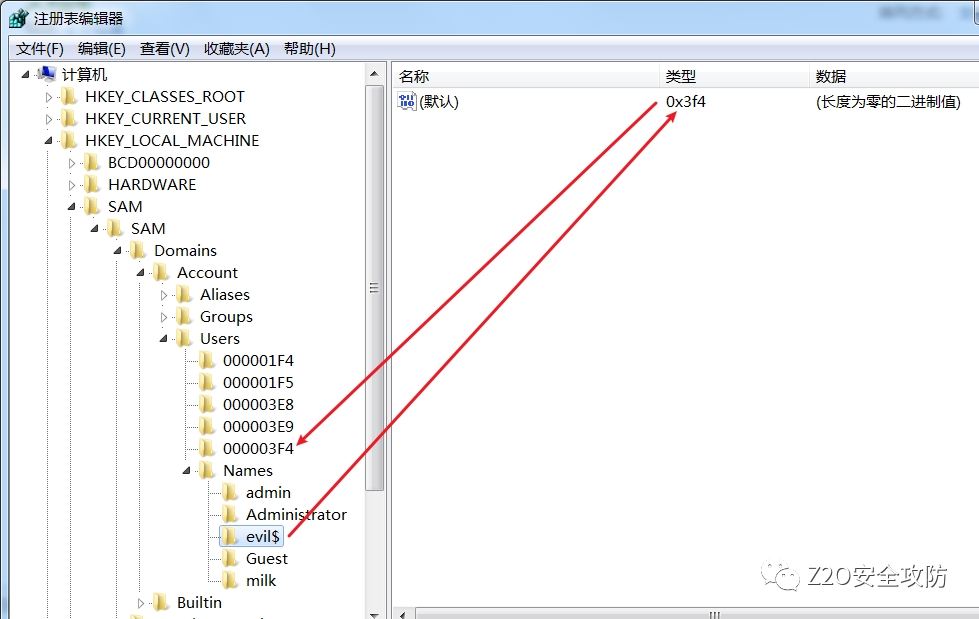 注册表编辑器
文件(F) 编辑(E) 查看(V) 收藏夹(A) 帮助(H)
计算机
HKEY_CLASSES_ROOT
HKEY_CURRENT_USER
HKEY_LOCAL_MACHINE
BCD00000000
HARDWARE
SAM
SAM
Domains
Account
Aliases
Groups
Users
000001F4
000001F5
000003E8
000003E9
000003F4
Names
admin
Administrator
evil$
Guest
milk
Builtin
名称 类型 数据
(默认) 0x3f4 (长度为零的二进制值)
Z2O安全攻防